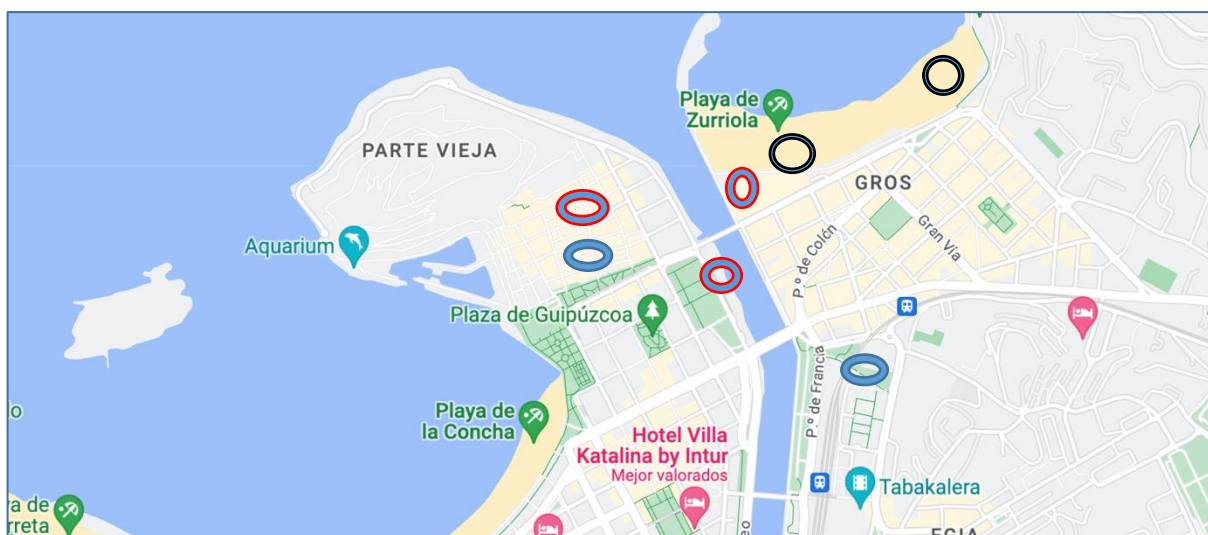 Playa de
Zurriola
PARTE VIEJA
GROS
Aquarium
P.º de Colón
Gran Vía
Plaza de Guipúzcoa
P.º de Francia
Playa de
la Concha
Hotel Villa
Katalina by Intur
Mejor valorados
Tabakalera
EGIA